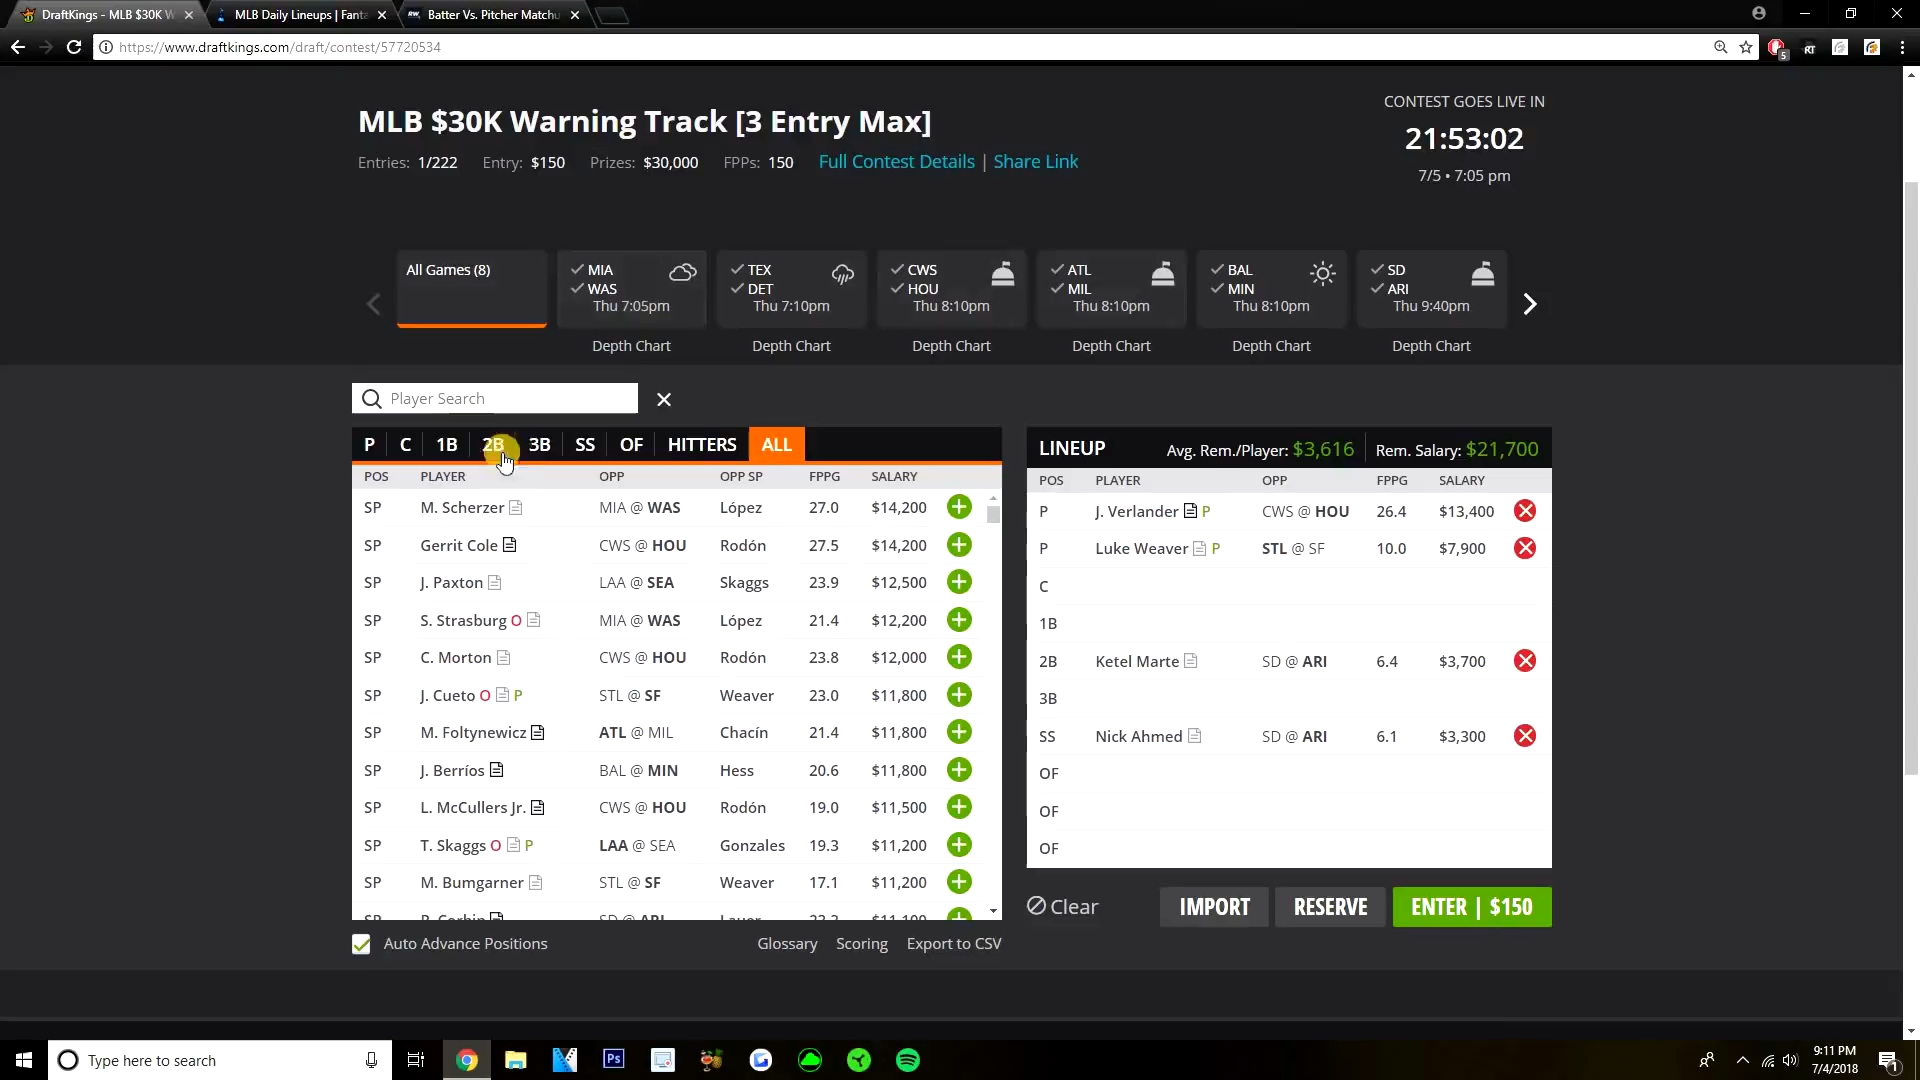 DraftKings - MLB $30K W
MLB Daily Lineups | Fanta
RW Batter Vs. Pitcher Matchu
https://www.draftkings.com/draft/contest/57720534
5
RT
MLB $30K Warning Track [3 Entry Max]
Entries: 1/222 Entry: $150 Prizes: $30,000 FPPs: 150 Full Contest Details | Share Link
CONTEST GOES LIVE IN
21:53:02
7/5 • 7:05 pm
All Games (8)
MIA
WAS
Thu 7:05pm
Depth Chart
TEX
DET
Thu 7:10pm
Depth Chart
CWS
HOU
Thu 8:10pm
Depth Chart
ATL
MIL
Thu 8:10pm
Depth Chart
BAL
MIN
Thu 8:10pm
Depth Chart
SD
ARI
Thu 9:40pm
Depth Chart
Player Search
P C 1B 2B 3B SS OF HITTERS ALL
POS PLAYER OPP OPP SP FPPG SALARY
SP M. Scherzer MIA @ WAS López 27.0 $14,200
SP Gerrit Cole CWS @ HOU Rodón 27.5 $14,200
SP J. Paxton LAA @ SEA Skaggs 23.9 $12,500
SP S. Strasburg O MIA @ WAS López 21.4 $12,200
SP C. Morton CWS @ HOU Rodón 23.8 $12,000
SP J. Cueto O P STL @ SF Weaver 23.0 $11,800
SP M. Foltynewicz ATL @ MIL Chacín 21.4 $11,800
SP J. Berríos BAL @ MIN Hess 20.6 $11,800
SP L. McCullers Jr. CWS @ HOU Rodón 19.0 $11,500
SP T. Skaggs O P LAA @ SEA Gonzales 19.3 $11,200
SP M. Bumgarner STL @ SF Weaver 17.1 $11,200
SP P. Corbin SD @ ARI Lauer $11,100
Auto Advance Positions Glossary Scoring Export to CSV
LINEUP Avg. Rem./Player: $3,616 Rem. Salary: $21,700
POS PLAYER OPP FPPG SALARY
P J. Verlander P CWS @ HOU 26.4 $13,400
P Luke Weaver P STL @ SF 10.0 $7,900
C
1B
2B Ketel Marte SD @ ARI 6.4 $3,700
3B
SS Nick Ahmed SD @ ARI 6.1 $3,300
OF
OF
OF
Clear IMPORT RESERVE ENTER | $150
Type here to search
Ps
9:11 PM
7/4/2018
1